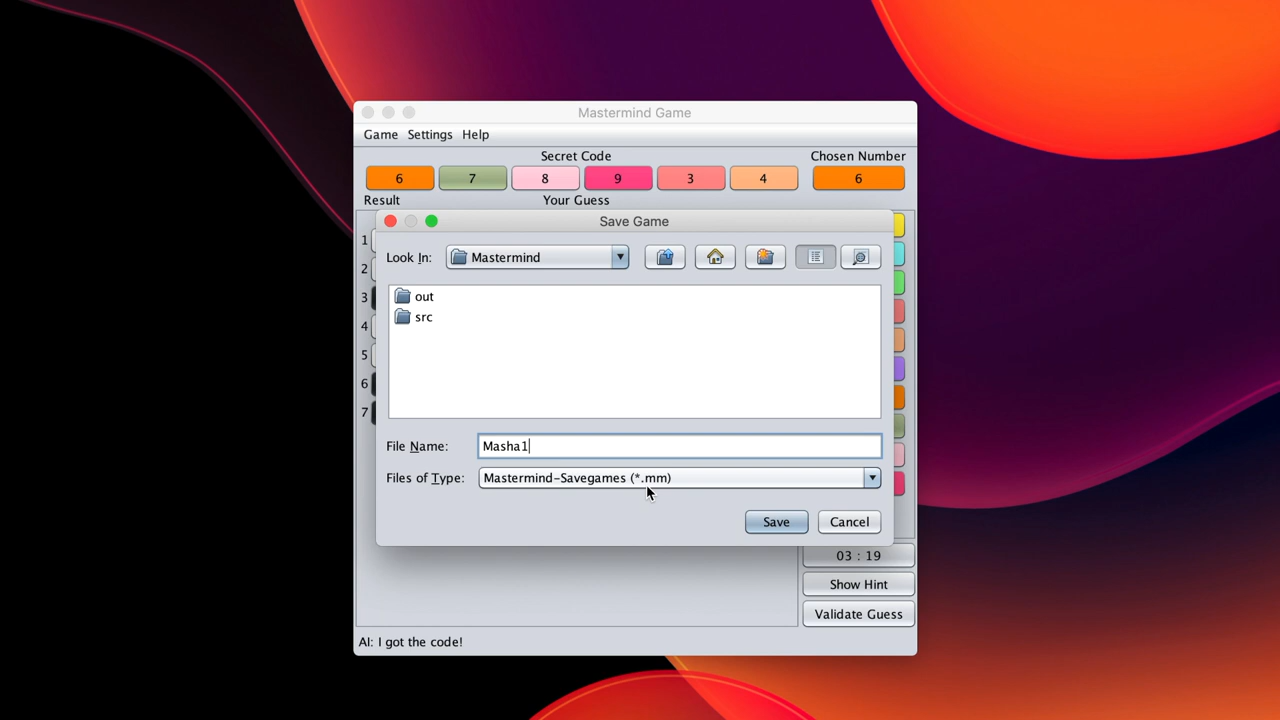 Mastermind Game
Game Settings Help
Secret Code Chosen Number
6 7 8 9 3 4 6
Result Your Guess
Save Game
Look In: Mastermind
out
src
1
2
3
4
5
6
7
File Name: Masha1
Files of Type: Mastermind-Savegames (*.mm)
Save Cancel
03 : 19
Show Hint
Validate Guess
AI: I got the code!